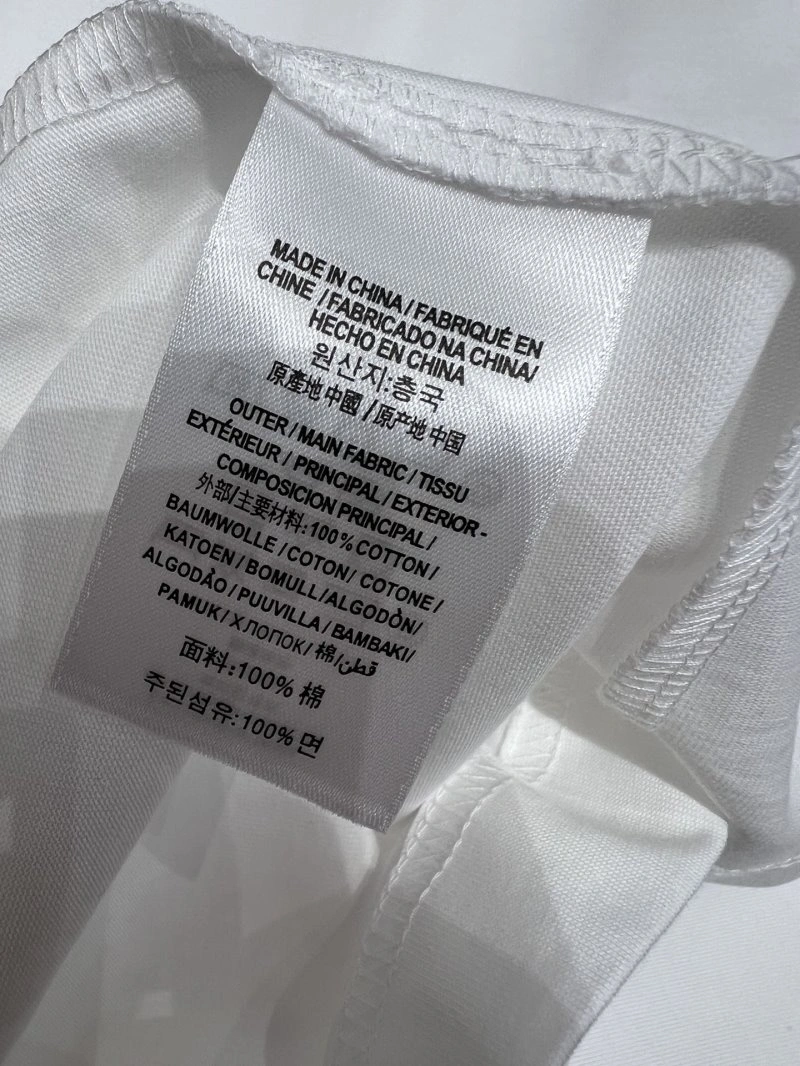 MADE IN CHINA / FABRIQUÉ EN
CHINE / FABRICADO NA CHINA/
HECHO EN CHINA
원산지:층국
原產地中國 / 原产地中国
OUTER / MAIN FABRIC / TISSU
EXTÉRIEUR / PRINCIPAL / EXTERIOR-
COMPOSICION PRINCIPAL /
外部/主要材料:100% COTTON /
BAUMWOLLE / COTON/ COTONE /
KATOEN / BOMULL /ALGODÒN/
ALGODÀO / PUUVILLA / BAMBAKI/
PAMUK / ХЛОПОК/ 棉/قطن
面料:100% 棉
주된섬유:100% 면